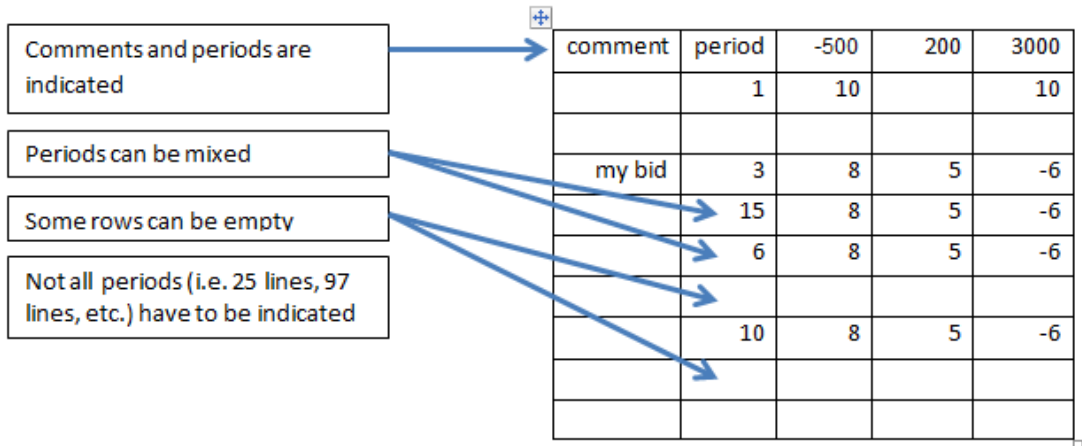 Comments and periods are
indicated
Periods can be mixed
Some rows can be empty
Not all periods (i.e. 25 lines, 97
lines, etc.) have to be indicated
comment period -500 200 3000
1 10 10
my bid 3 8 5 -6
15 8 5 -6
6 8 5 -6
10 8 5 -6